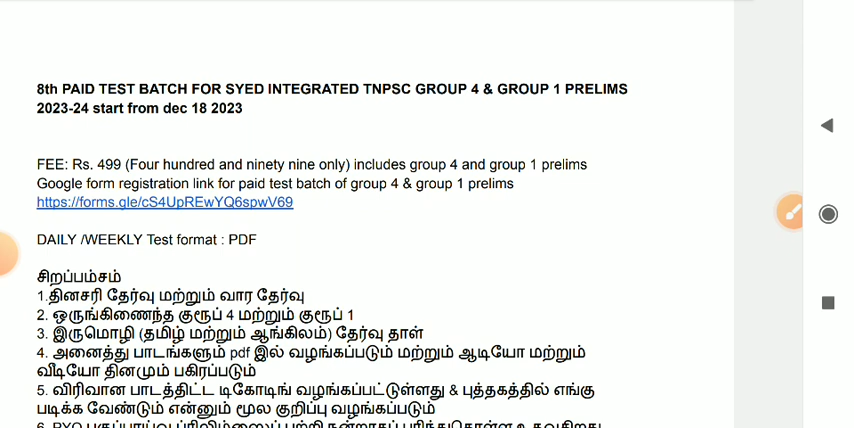 8th PAID TEST BATCH FOR SYED INTEGRATED TNPSC GROUP 4 & GROUP 1 PRELIMS
2023-24 start from dec 18 2023
FEE: Rs. 499 (Four hundred and ninety nine only) includes group 4 and group 1 prelims
Google form registration link for paid test batch of group 4 & group 1 prelims
https://forms.gle/cS4UpREwYQ6spwV69
DAILY /WEEKLY Test format : PDF
சிறப்பம்சம்
1.தினசரி தேர்வு மற்றும் வார தேர்வு
2. ஒருங்கிணைந்த குரூப் 4 மற்றும் குரூப் 1
3. இருமொழி (தமிழ் மற்றும் ஆங்கிலம்) தேர்வு தாள்
4. அனைத்து பாடங்களும் pdf இல் வழங்கப்படும் மற்றும் ஆடியோ மற்றும்
வீடியோ தினமும் பகிரப்படும்
5. விரிவான பாடத்திட்ட டிகோடிங் வழங்கப்பட்டுள்ளது & புத்தகத்தில் எங்கு
படிக்க வேண்டும் என்னும் மூல குறிப்பு வழங்கப்படும்